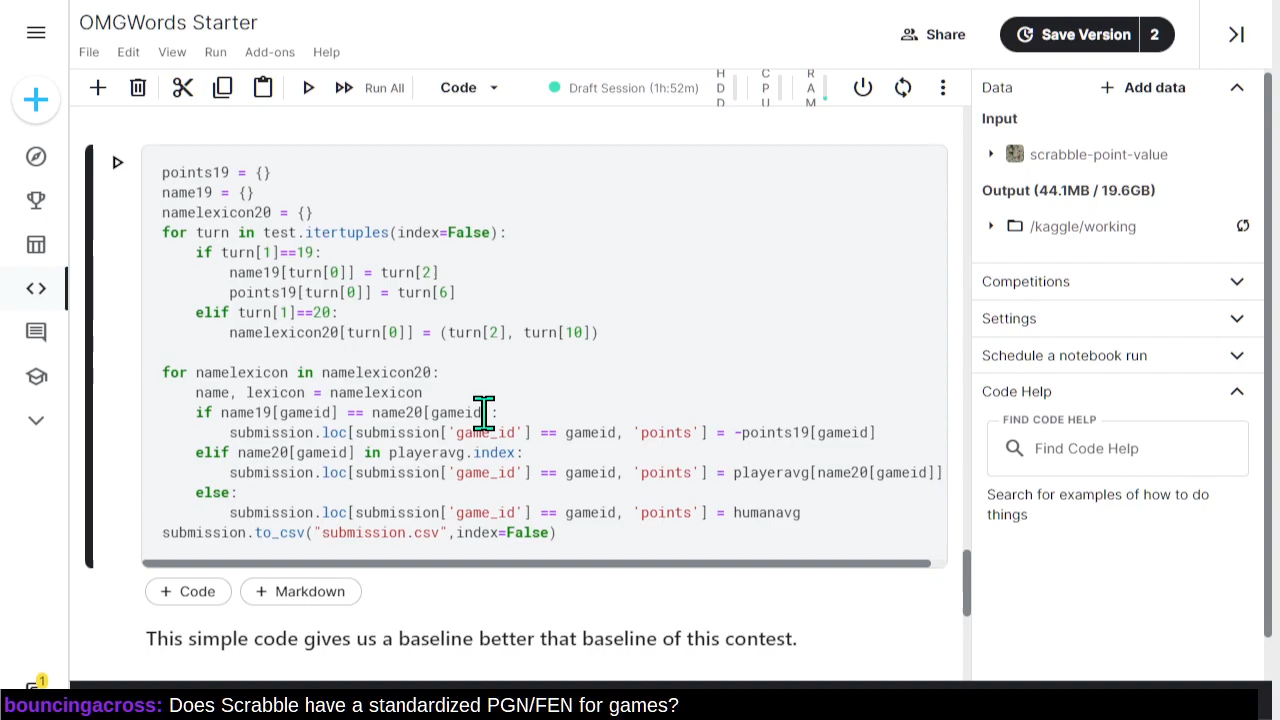 OMGWords Starter
File Edit View Run Add-ons Help
Share
Save Version 2
Run All
Code
Draft Session (1h:52m)
HDD
CPU
RAM
points19 = {}
name19 = {}
namelexicon20 = {}
for turn in test.itertuples(index=False):
if turn[1]==19:
name19[turn[0]] = turn[2]
points19[turn[0]] = turn[6]
elif turn[1]==20:
namelexicon20[turn[0]] = (turn[2], turn[10])
for namelexicon in namelexicon20:
name, lexicon = namelexicon
if name19[gameid] == name20[gameid]:
submission.loc[submission['game_id'] == gameid, 'points'] = -points19[gameid]
elif name20[gameid] in playeravg.index:
submission.loc[submission['game_id'] == gameid, 'points'] = playeravg[name20[gameid]]
else:
submission.loc[submission['game_id'] == gameid, 'points'] = humanavg
submission.to_csv("submission.csv",index=False)
+ Code
+ Markdown
This simple code gives us a baseline better that baseline of this contest.
Data
+ Add data
Input
scrabble-point-value
Output (44.1MB / 19.6GB)
/kaggle/working
Competitions
Settings
Schedule a notebook run
Code Help
FIND CODE HELP
Find Code Help
Search for examples of how to do
things
1
bouncingacross: Does Scrabble have a standardized PGN/FEN for games?